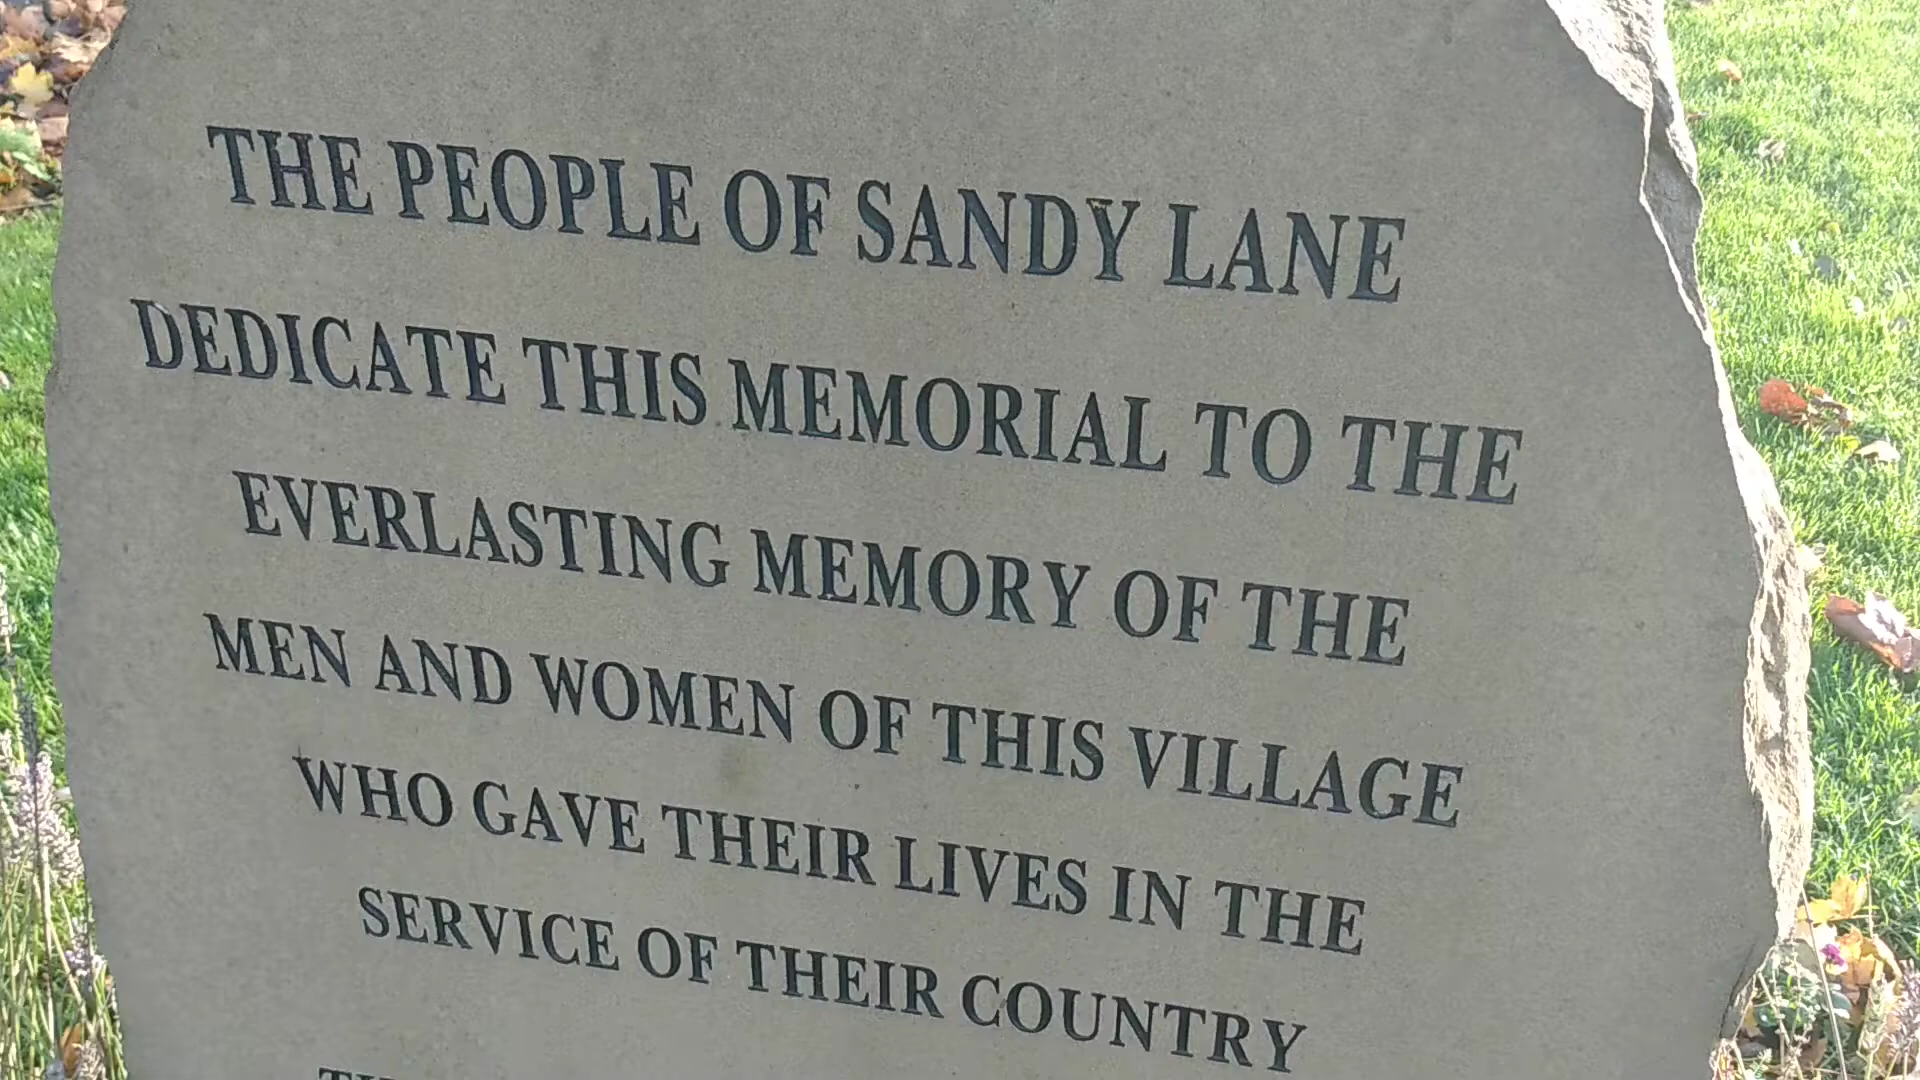 THE PEOPLE OF SANDY LANE
DEDICATE THIS MEMORIAL TO THE
EVERLASTING MEMORY OF THE
MEN AND WOMEN OF THIS VILLAGE
WHO GAVE THEIR LIVES IN THE
SERVICE OF THEIR COUNTRY